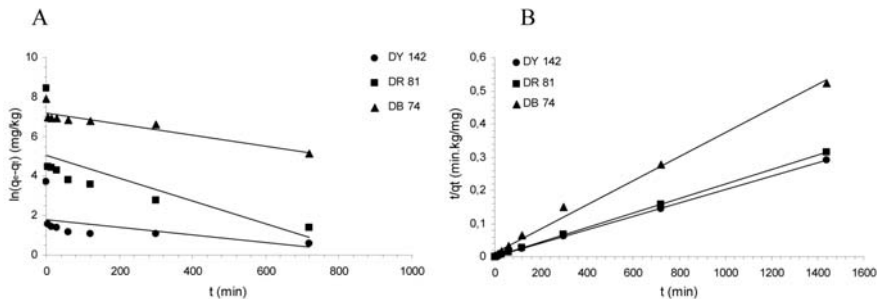 A
10
8
6
4
2
0
0
200
400
600
800
1000
ln(qe-qt) (mg/kg)
t (min)
DY 142
DR 81
DB 74
B
0,6
0,5
0,4
0,3
0,2
0,1
0
0
200
400
600
800
1000
1200
1400
1600
t/qt (min.kg/mg)
t (min)
DY 142
DR 81
DB 74